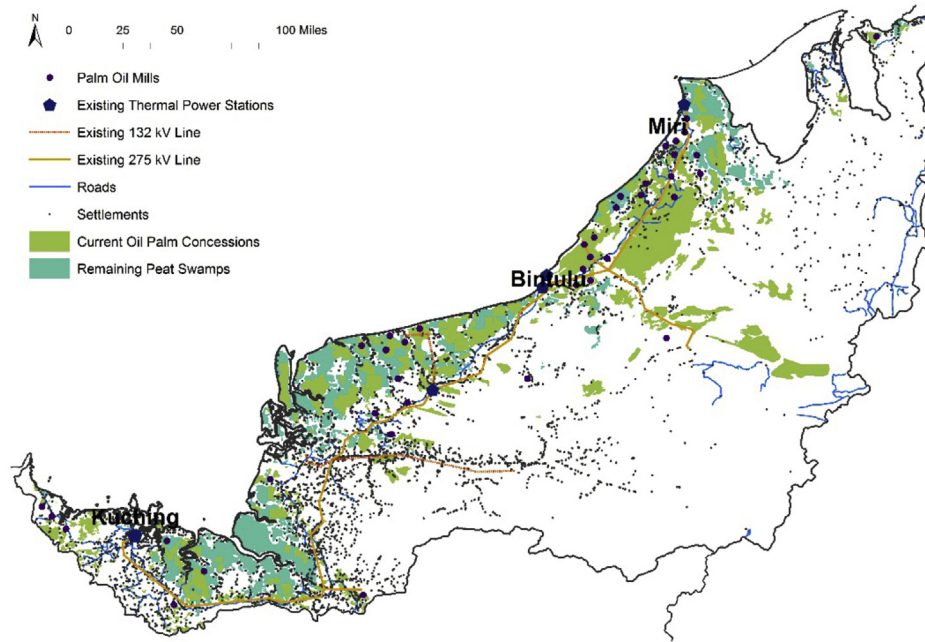 N
0 25 50 100 Miles
Palm Oil Mills
Existing Thermal Power Stations
Existing 132 kV Line
Existing 275 kV Line
Roads
Settlements
Current Oil Palm Concessions
Remaining Peat Swamps
Miri
Bintulu
Kuching